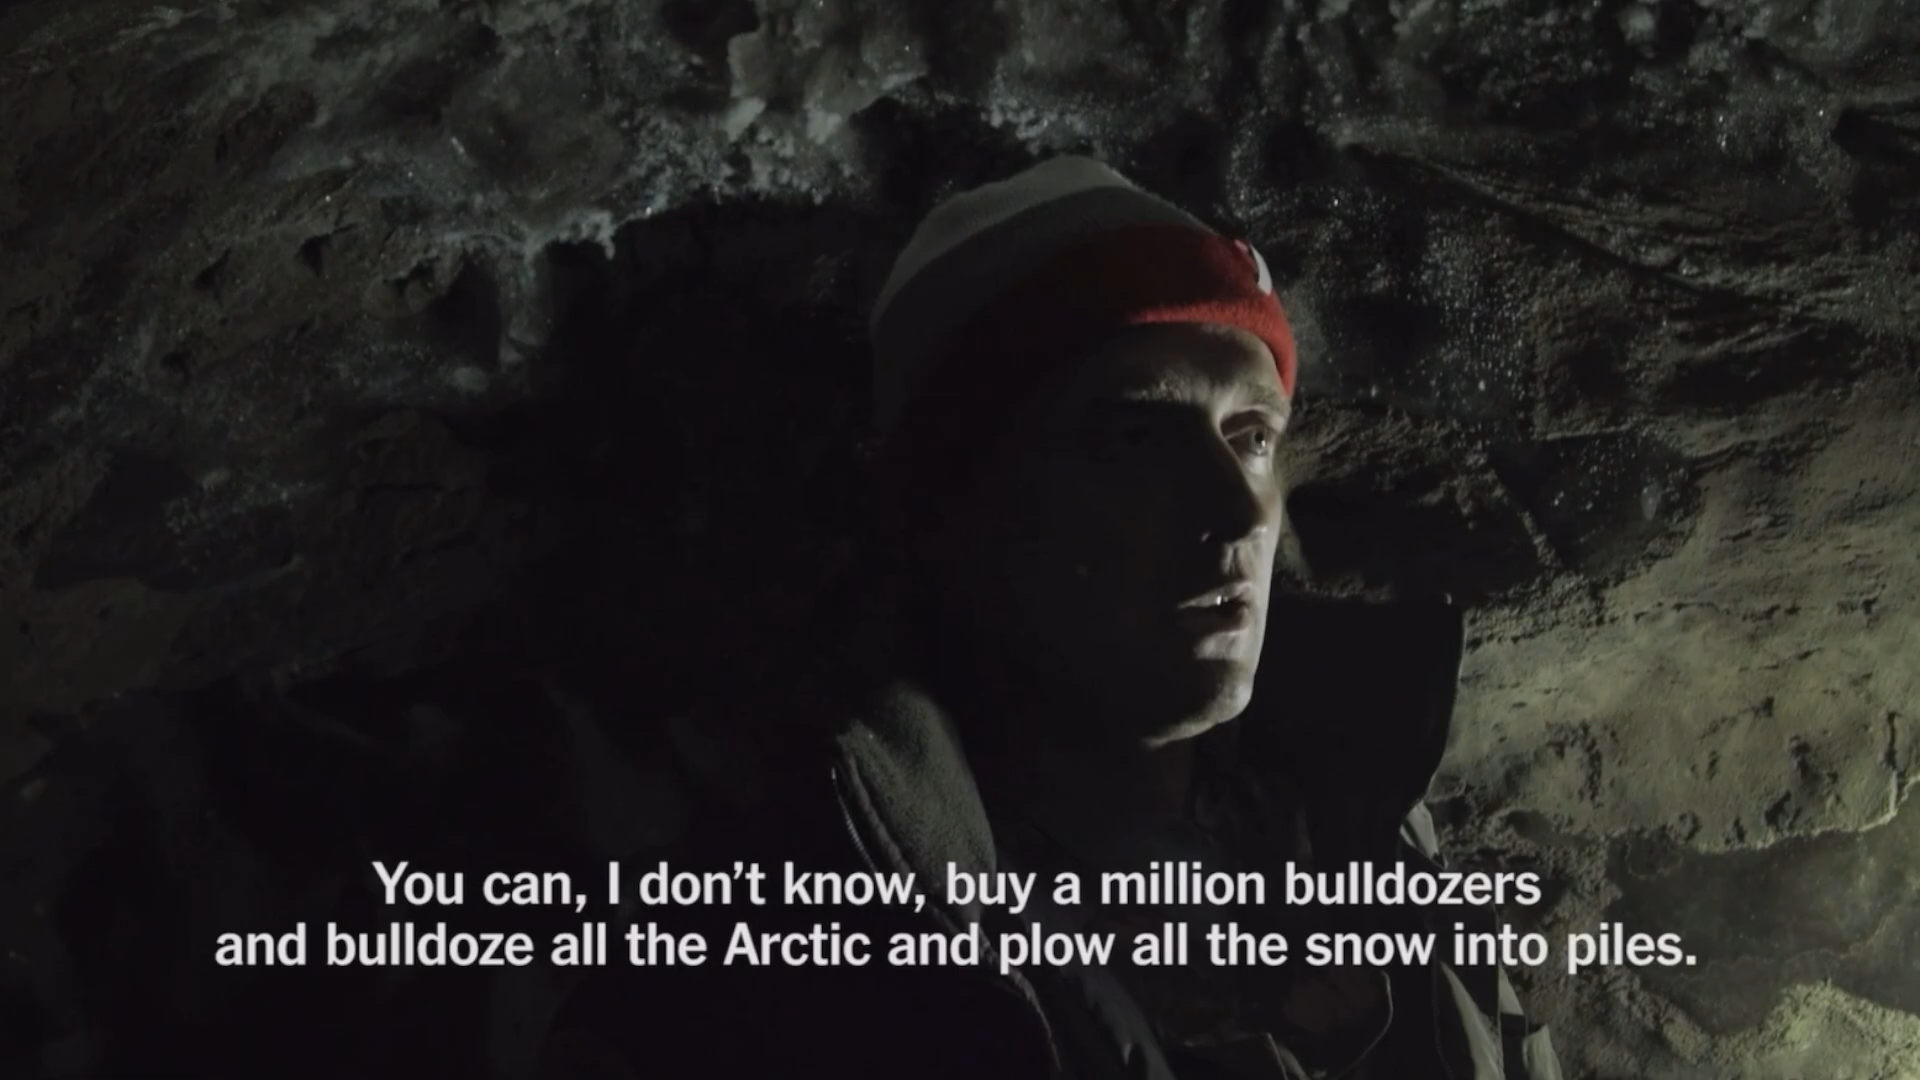 You can, I don’t know, buy a million bulldozers
and bulldoze all the Arctic and plow all the snow into piles.